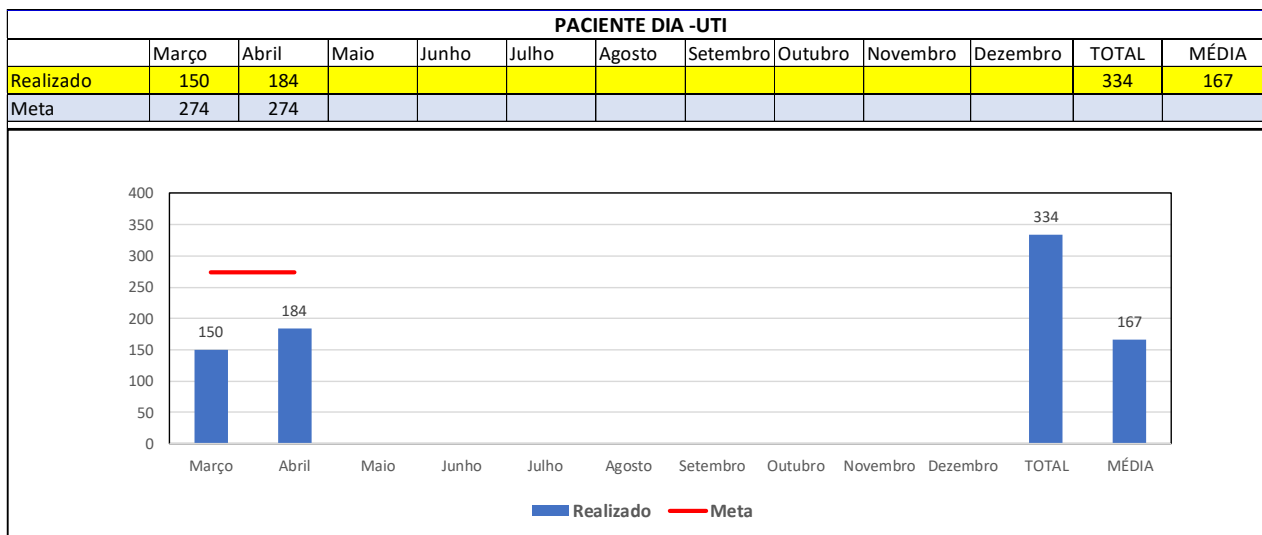 PACIENTE DIA -UTI
Março Abril Maio Junho Julho Agosto Setembro Outubro Novembro Dezembro TOTAL MÉDIA
Realizado 150 184 334 167
Meta 274 274
400
350
300
250
200
150
100
50
0
150
184
334
167
Março Abril Maio Junho Julho Agosto Setembro Outubro Novembro Dezembro TOTAL MÉDIA
Realizado Meta